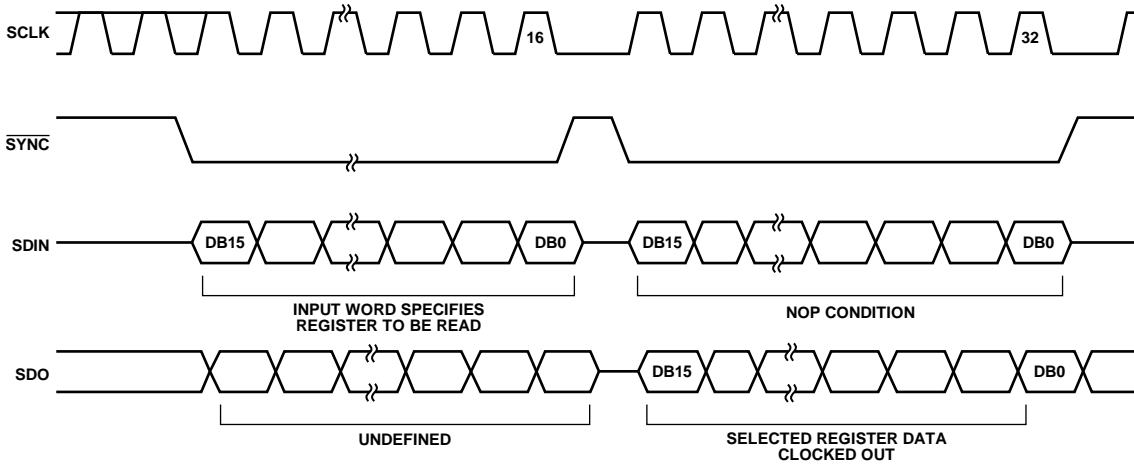 SCLK
16
32
SYNC
SDIN
DB15
DB0
DB15
DB0
INPUT WORD SPECIFIES
REGISTER TO BE READ
NOP CONDITION
SDO
DB15
DB0
UNDEFINED
SELECTED REGISTER DATA
CLOCKED OUT